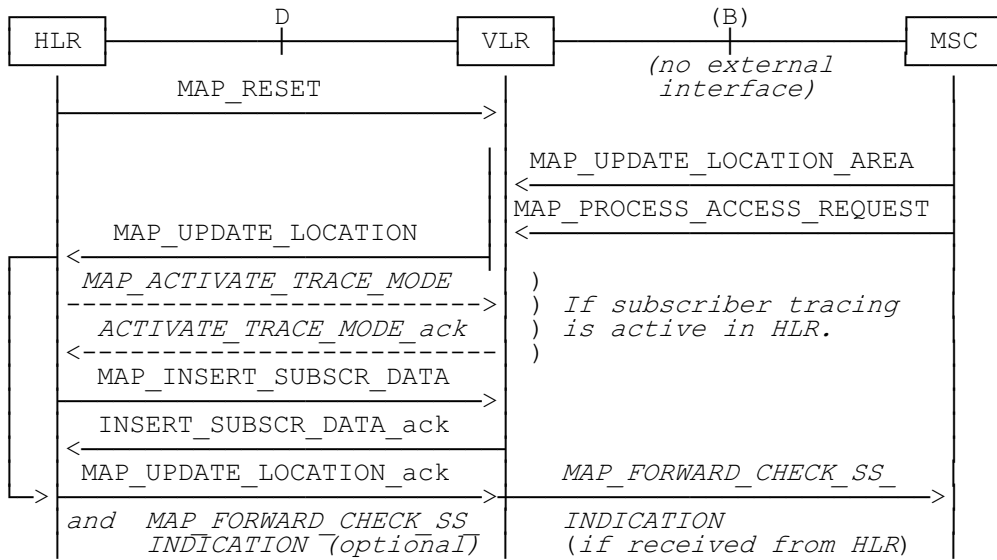 D (B)
HLR VLR MSC
(no external
interface)
MAP_RESET
MAP_UPDATE_LOCATION_AREA
MAP_PROCESS_ACCESS_REQUEST
MAP_UPDATE_LOCATION
MAP_ACTIVATE_TRACE_MODE )
) If subscriber tracing
ACTIVATE_TRACE_MODE_ack ) is active in HLR.
)
MAP_INSERT_SUBSCR_DATA
INSERT_SUBSCR_DATA_ack
MAP_UPDATE_LOCATION_ack MAP_FORWARD_CHECK_SS_
and MAP_FORWARD_CHECK_SS_ INDICATION
INDICATION (optional) (if received from HLR)